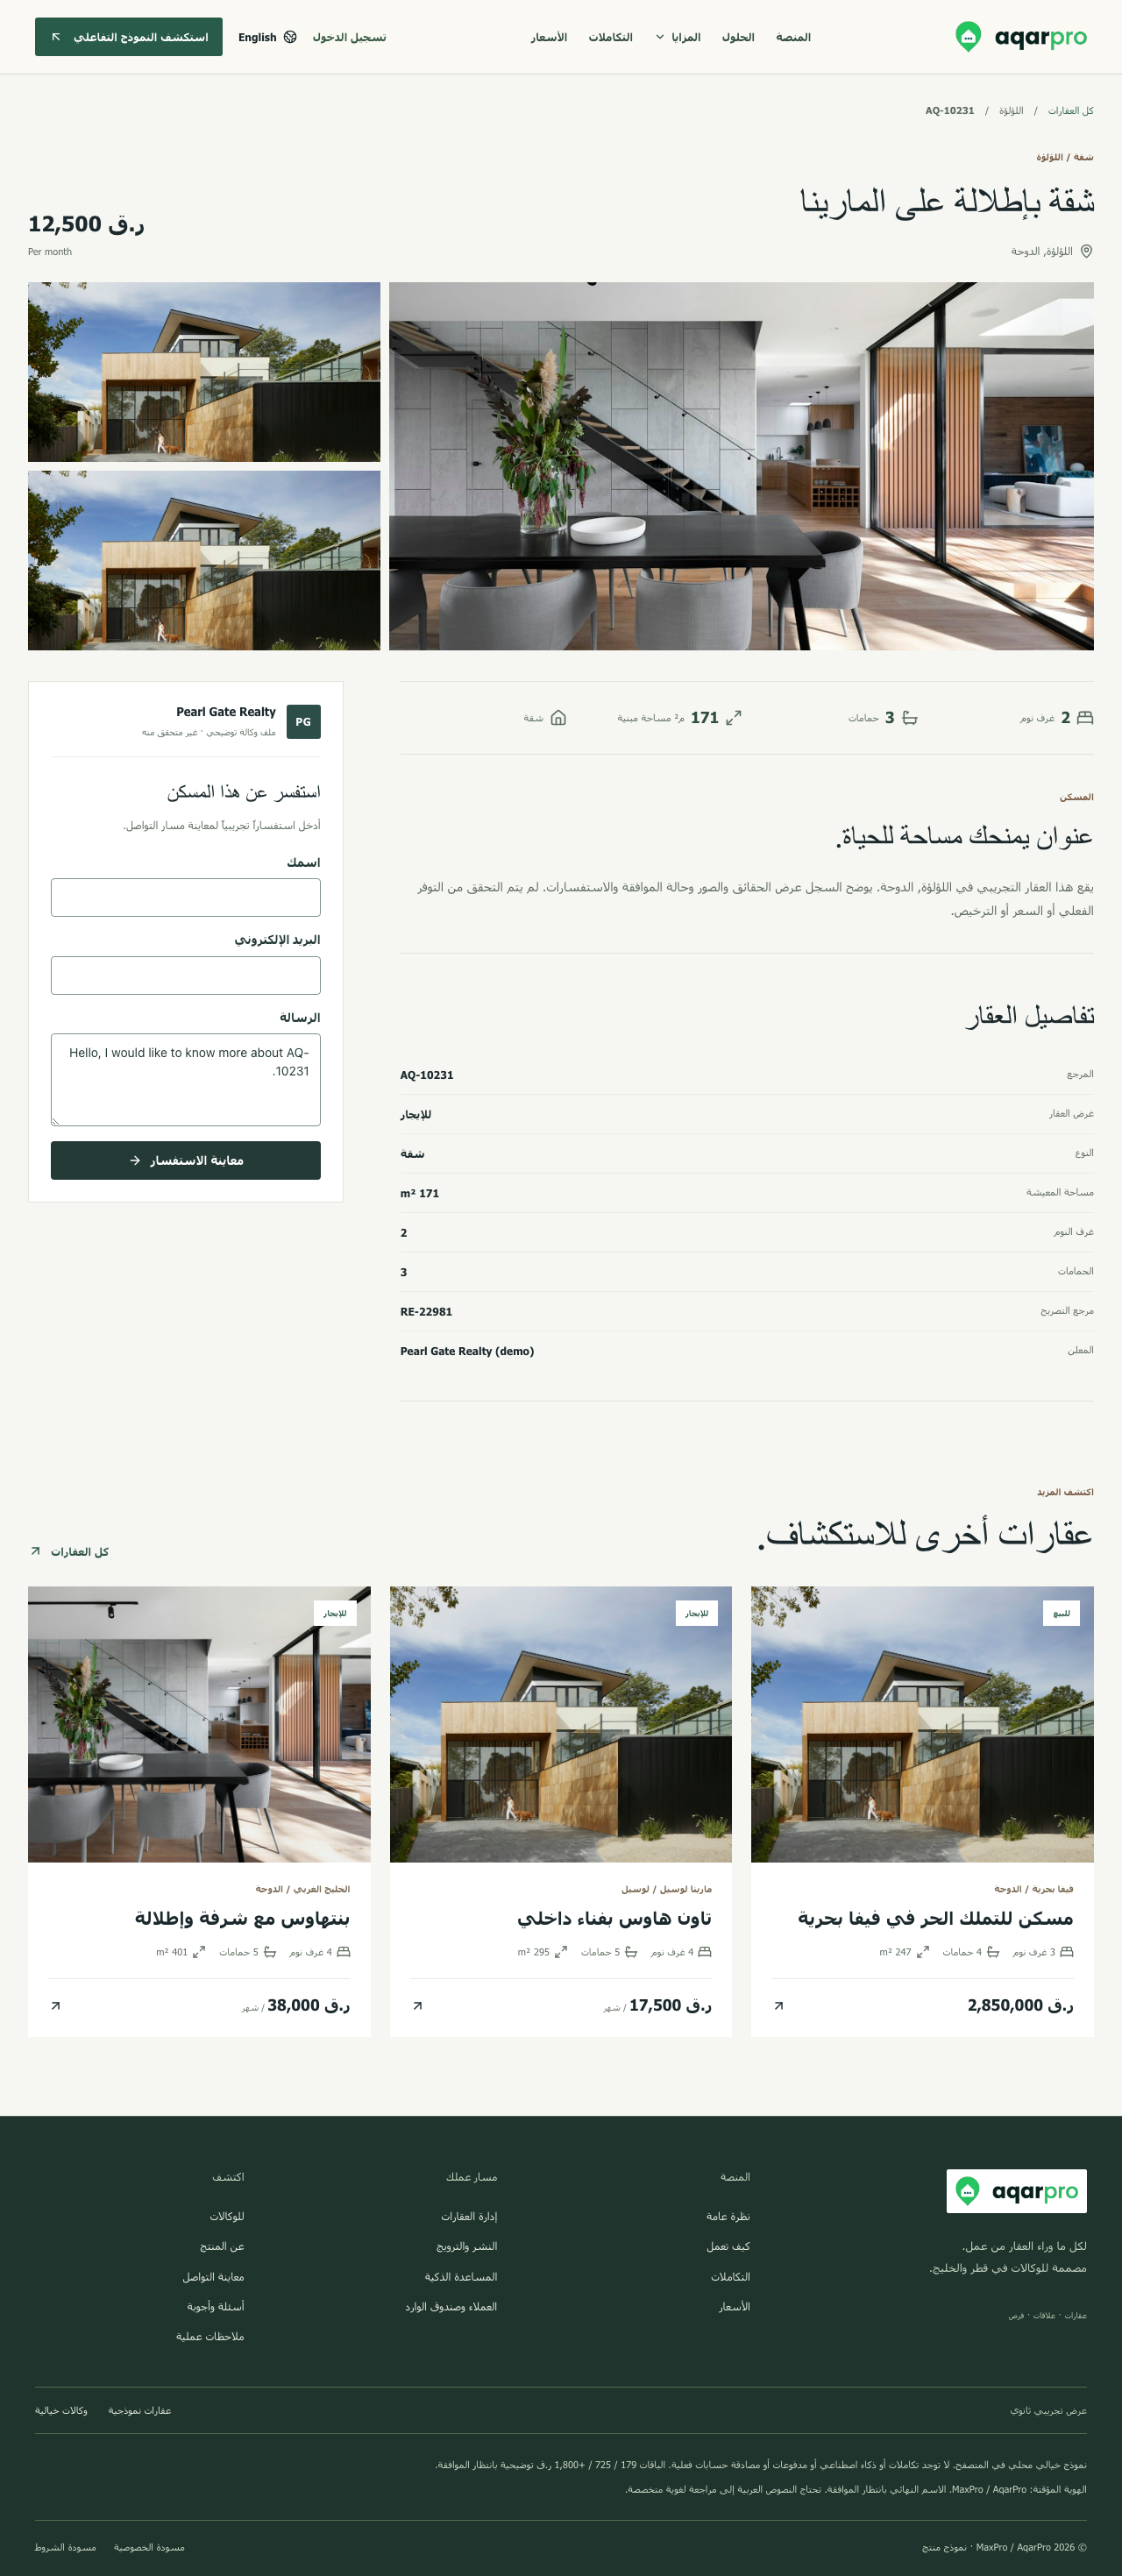 aqarpro
المنصة
الحلول
المزايا
التكاملات
الأسعار
تسجيل الدخول
English
استكشف النموذج التفاعلي
كل العقارات / اللؤلؤة / AQ-10231
شقة / اللؤلؤة
شقة بإطلالة على المارينا
اللؤلؤة, الدوحة
ر.ق 12,500
Per month
2 غرف نوم
3 حمامات
171 م² مساحة مبنية
شقة
المسكن
عنوان يمنحك مساحة للحياة.
يقع هذا العقار التجريبي في اللؤلؤة, الدوحة. يوضح السجل عرض الحقائق والصور وحالة الموافقة والاستفسارات. لم يتم التحقق من التوفر
الفعلي أو السعر أو الترخيص.
تفاصيل العقار
المرجع AQ-10231
عرض العقار للإيجار
النوع شقة
مساحة المعيشة 171 m²
غرف النوم 2
الحمامات 3
مرجع التصريح RE-22981
المعلن Pearl Gate Realty (demo)
PG
Pearl Gate Realty
ملف وكالة توضيحي · غير متحقق منه
استفسر عن هذا المسكن
أدخل استفساراً تجريبياً لمعاينة مسار التواصل.
اسمك
البريد الإلكتروني
الرسالة
Hello, I would like to know more about AQ-
10231.
معاينة الاستفسار
اكتشف المزيد
عقارات أخرى للاستكشاف.
كل العقارات
للبيع
فيفا بحرية / الدوحة
مسكن للتملك الحر في فيفا بحرية
3 غرف نوم
4 حمامات
247 m²
ر.ق 2,850,000
للإيجار
مارينا لوسيل / لوسيل
تاون هاوس بفناء داخلي
4 غرف نوم
5 حمامات
295 m²
ر.ق 17,500 / شهر
للإيجار
الخليج الغربي / الدوحة
بنتهاوس مع شرفة وإطلالة
4 غرف نوم
5 حمامات
401 m²
ر.ق 38,000 / شهر
aqarpro
لكل ما وراء العقار من عمل.
مصممة للوكالات في قطر والخليج.
عقارات · علاقات · فرص
المنصة
نظرة عامة
كيف تعمل
التكاملات
الأسعار
مسار عملك
إدارة العقارات
النشر والترويج
المساعدة الذكية
العملاء وصندوق الوارد
اكتشف
للوكالات
عن المنتج
معاينة التواصل
أسئلة وأجوبة
ملاحظات عملية
عرض تجريبي ثانوي
عقارات نموذجية
وكالات خيالية
نموذج خيالي محلي في المتصفح. لا توجد تكاملات أو ذكاء اصطناعي أو مدفوعات أو مصادقة حسابات فعلية. الباقات 179 / 725 / +1,800 ر.ق توضيحية بانتظار الموافقة.
الهوية المؤقتة: MaxPro / AqarPro. الاسم النهائي بانتظار الموافقة. تحتاج النصوص العربية إلى مراجعة لغوية متخصصة.
© 2026 MaxPro / AqarPro · نموذج منتج
مسودة الخصوصية
مسودة الشروط